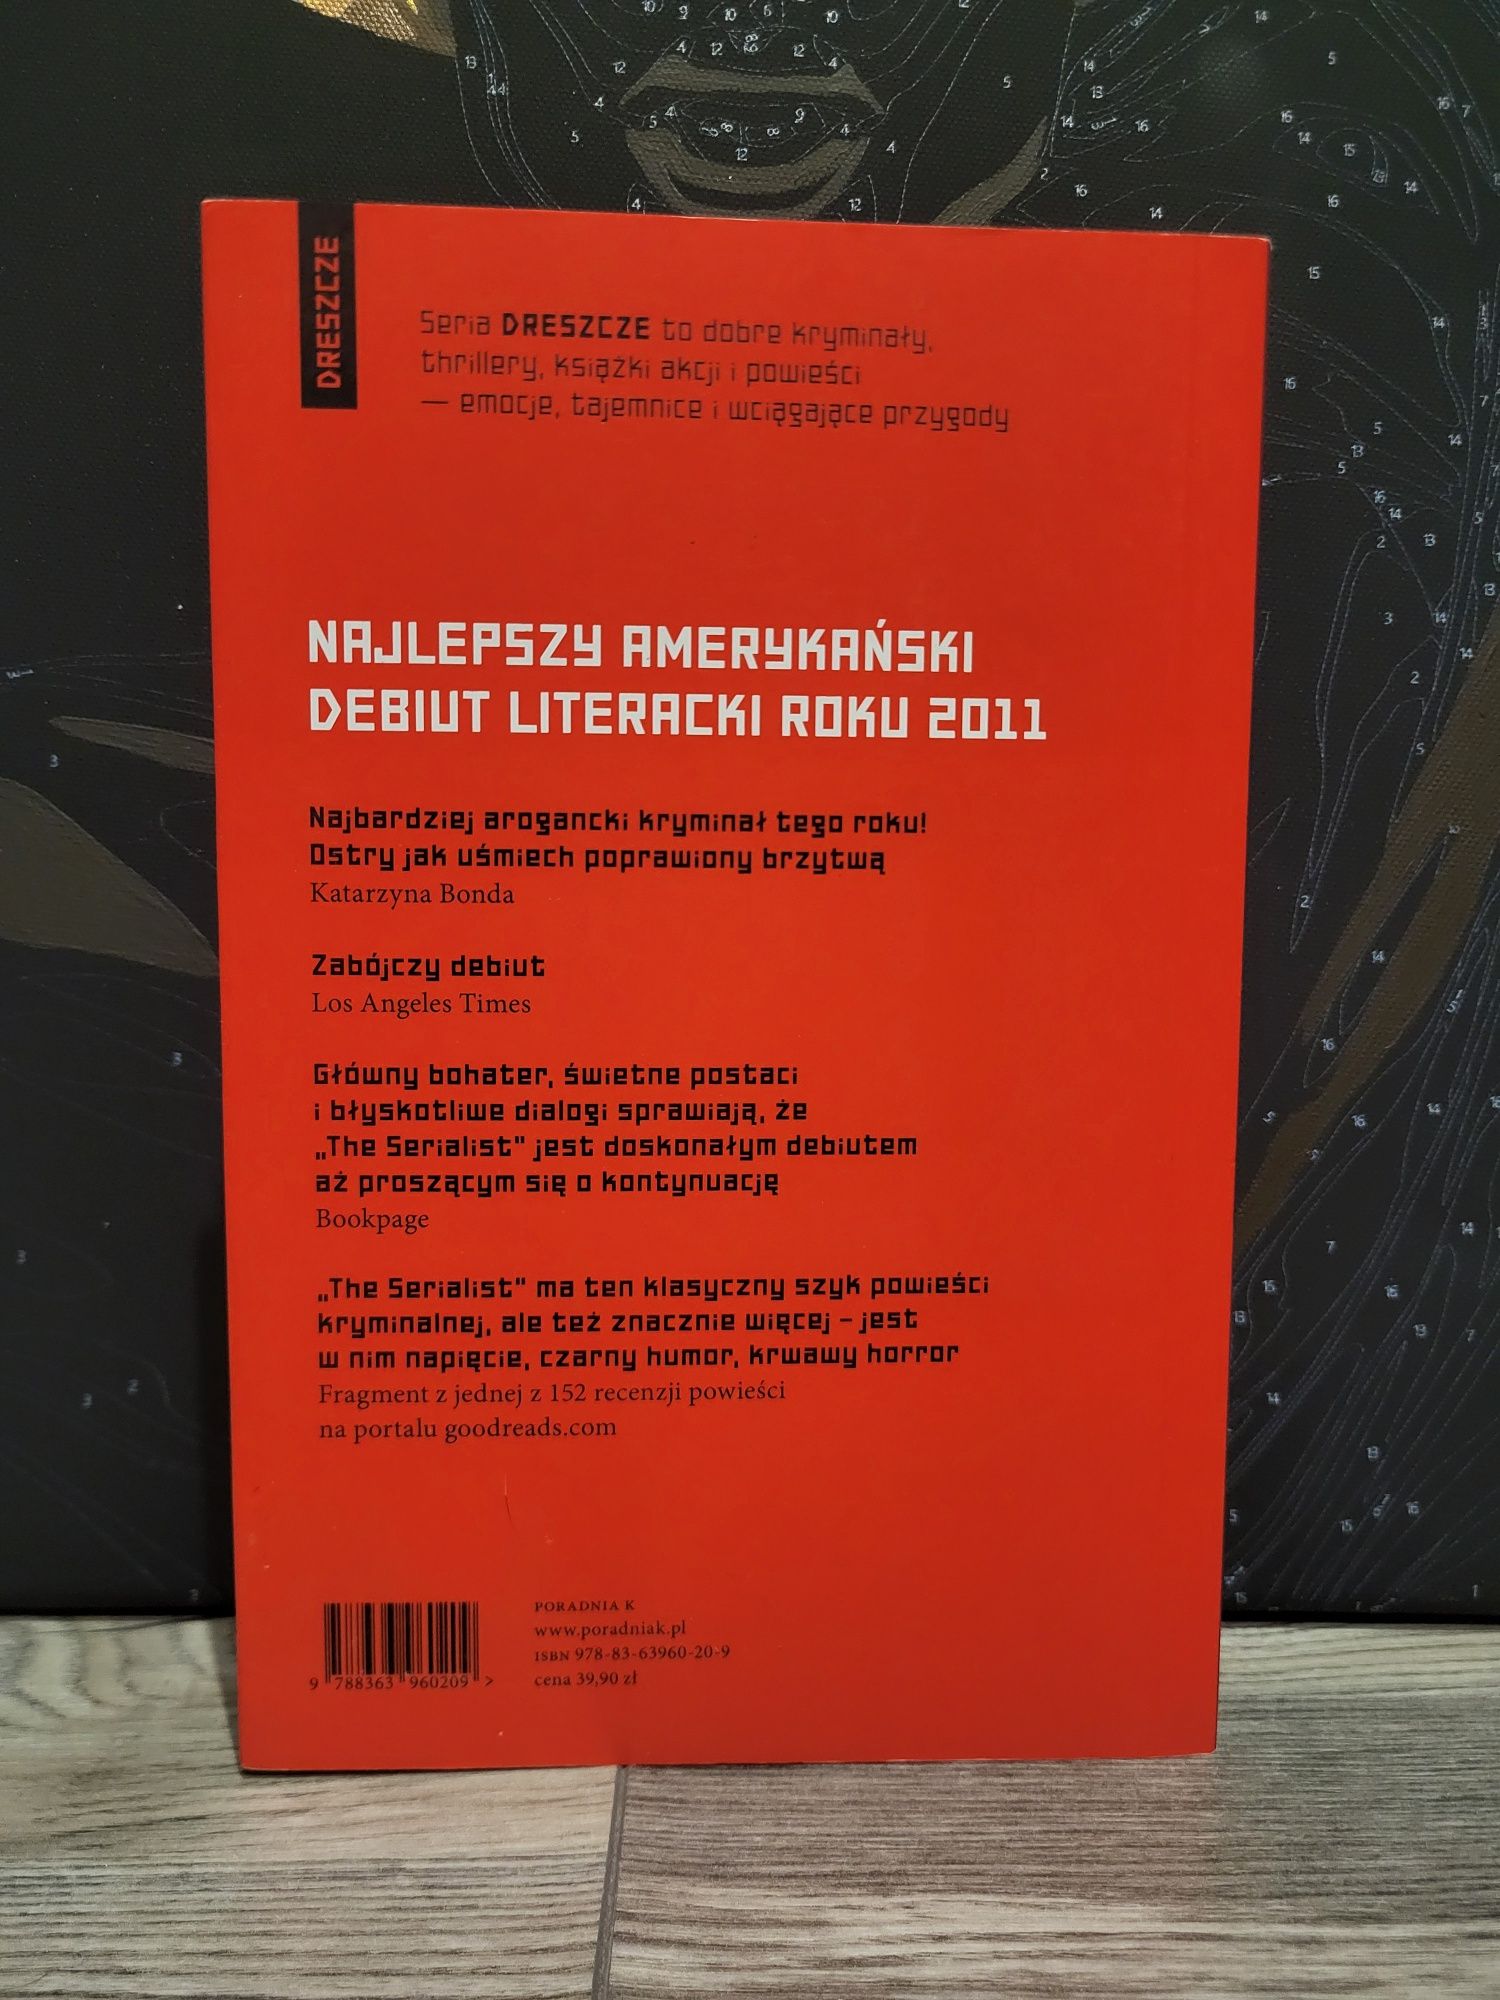 DRESZCZE
Seria DRESZCZE to dobre kryminały,
thrillery, książki akcji i powieści
— emocje, tajemnice i wciągające przygody
NAJLEPSZY AMERYKAŃSKI
DEBIUT LITERACKI ROKU 2011
Najbardziej arogancki kryminał tego roku!
Ostry jak uśmiech poprawiony brzytwą
Katarzyna Bonda
Zabójczy debiut
Los Angeles Times
Główny bohater, świetne postaci
i błyskotliwe dialogi sprawiają, że
„The Serialist" jest doskonałym debiutem
aż proszącym się o kontynuację
Bookpage
„The Serialist" ma ten klasyczny szyk powieści
kryminalnej, ale też znacznie więcej – jest
w nim napięcie, czarny humor, krwawy horror
Fragment z jednej z 152 recenzji powieści
na portalu goodreads.com
PORADNIA K
www.poradniak.pl
ISBN 978-83-63960-20-9
cena 39,90 zł
9 788363 960209 >